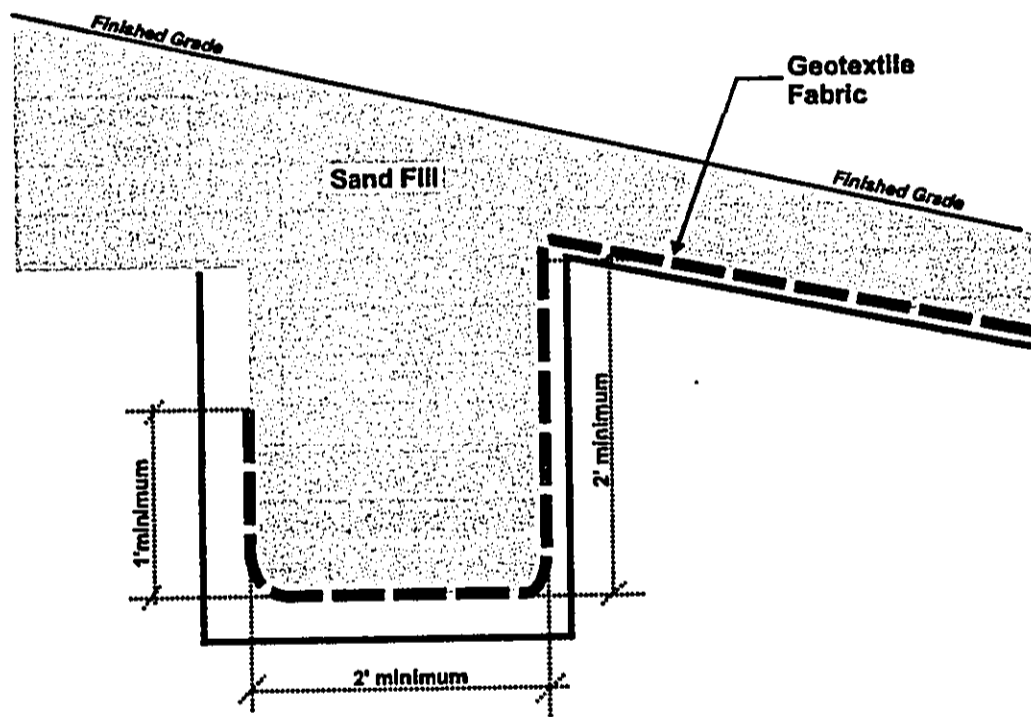 Finished Grade
Geotextile
Fabric
Sand Fill
Finished Grade
1'minimum
2' minimum
2' minimum